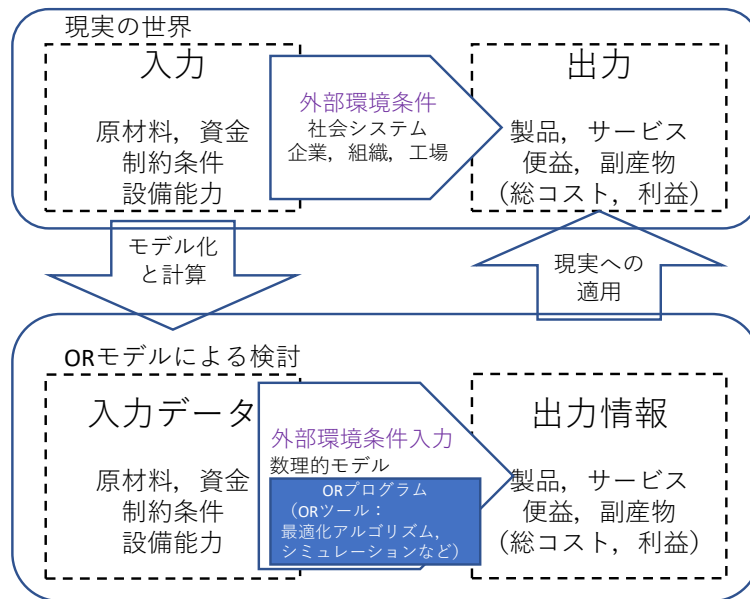 現実の世界
入力
原材料，資金
制約条件
設備能力
外部環境条件
社会システム
企業，組織，工場
出力
製品，サービス
便益，副産物
（総コスト，利益）
モデル化
と計算
現実への
適用
ORモデルによる検討
入力データ
原材料，資金
制約条件
設備能力
外部環境条件入力
数理的モデル
ORプログラム
（ORツール：
最適化アルゴリズム，
シミュレーションなど）
出力情報
製品，サービス
便益，副産物
（総コスト，利益）